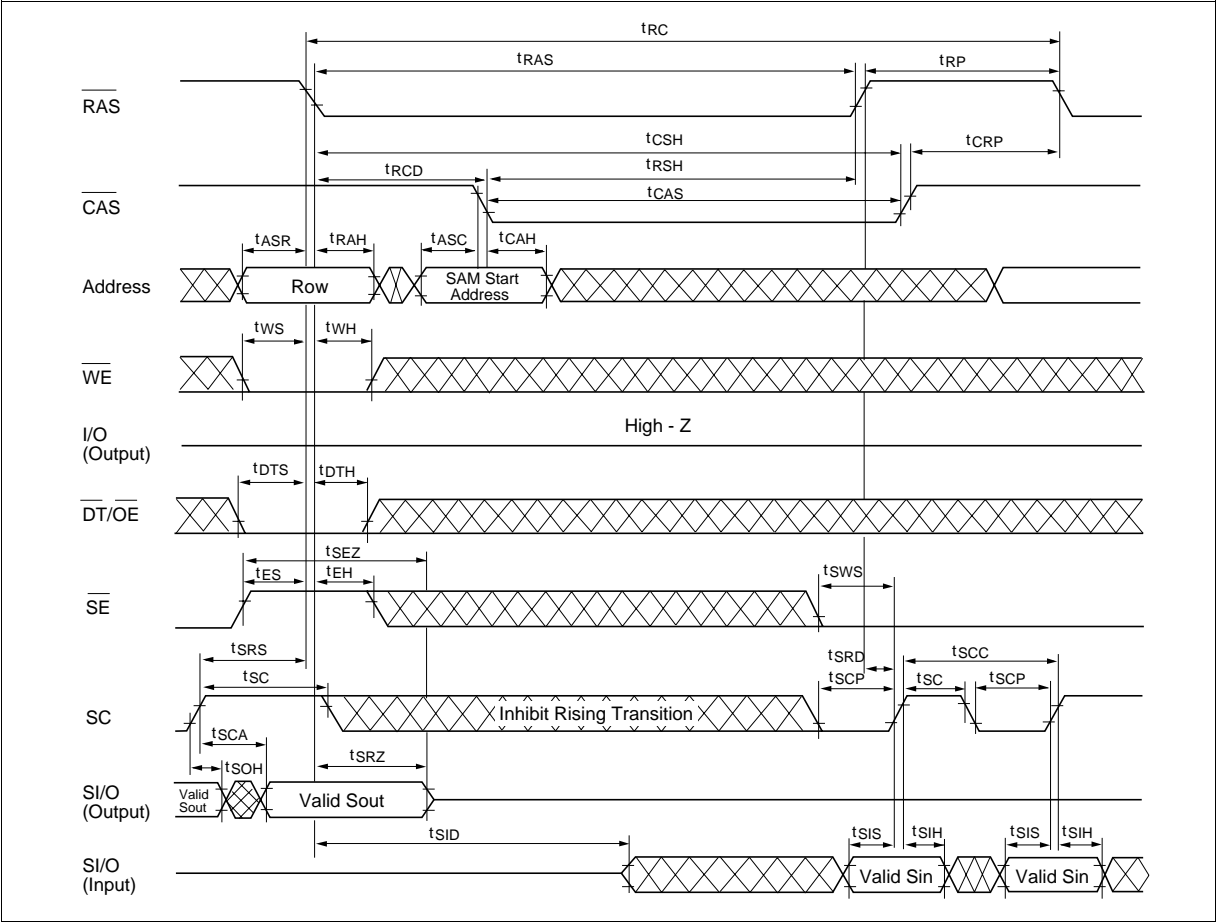 tRC
tRAS
tRP
RAS
tCSH
tCRP
tRCD
tRSH
CAS
tCAS
tASR
tRAH
tASC
tCAH
Address
Row
SAM Start
Address
tWS
tWH
WE
High - Z
I/O
(Output)
tDTS
tDTH
DT/OE
tSEZ
tES
tEH
tSWS
SE
tSRS
tSRD
tSCC
tSC
tSCP
tSC
tSCP
SC
Inhibit Rising Transition
tSCA
tSOH
tSRZ
SI/O
(Output)
Valid
Sout
Valid Sout
tSID
tSIS
tSIH
tSIS
tSIH
SI/O
(Input)
Valid Sin
Valid Sin